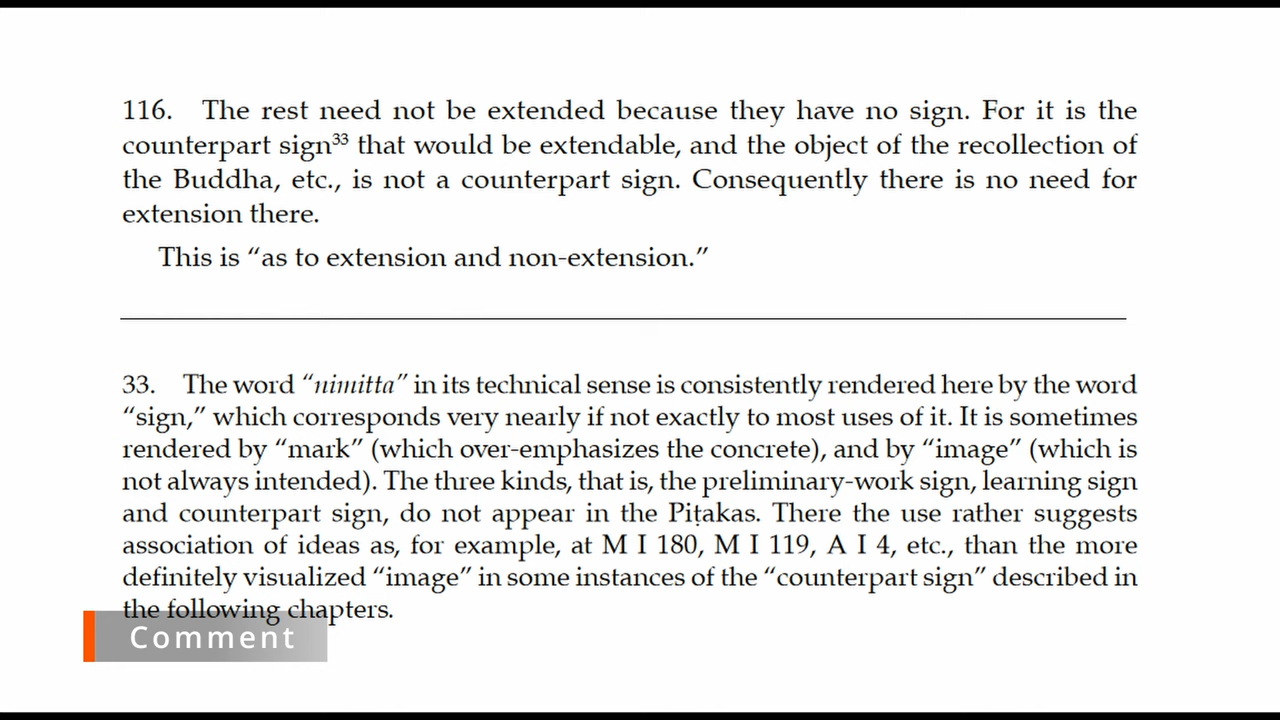 116. The rest need not be extended because they have no sign. For it is the
counterpart sign³³ that would be extendable, and the object of the recollection of
the Buddha, etc., is not a counterpart sign. Consequently there is no need for
extension there.
This is “as to extension and non-extension.”
33. The word “nimitta” in its technical sense is consistently rendered here by the word
“sign,” which corresponds very nearly if not exactly to most uses of it. It is sometimes
rendered by “mark” (which over-emphasizes the concrete), and by “image” (which is
not always intended). The three kinds, that is, the preliminary-work sign, learning sign
and counterpart sign, do not appear in the Piṭakas. There the use rather suggests
association of ideas as, for example, at M I 180, M I 119, A I 4, etc., than the more
definitely visualized “image” in some instances of the “counterpart sign” described in
the following chapters.
Comment